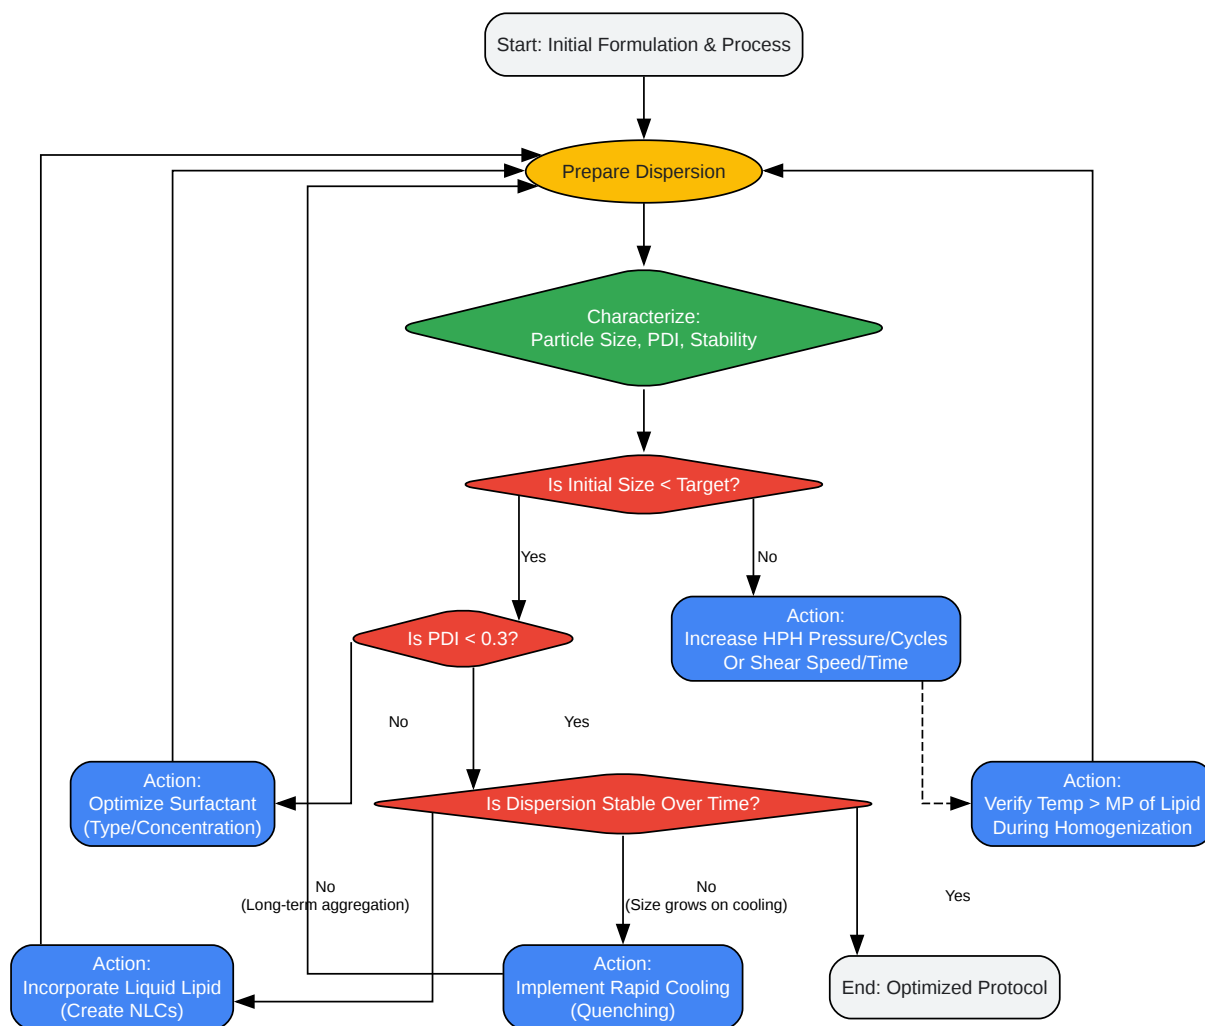 Start: Initial Formulation & Process
Prepare Dispersion
Characterize:
Particle Size, PDI, Stability
Is Initial Size < Target?
Yes
No
Is PDI < 0.3?
Action:
Increase HPH Pressure/Cycles
Or Shear Speed/Time
No
Yes
Action:
Optimize Surfactant
(Type/Concentration)
Is Dispersion Stable Over Time?
Action:
Verify Temp > MP of Lipid
During Homogenization
No
(Long-term aggregation)
No
(Size grows on cooling)
Yes
Action:
Incorporate Liquid Lipid
(Create NLCs)
Action:
Implement Rapid Cooling
(Quenching)
End: Optimized Protocol